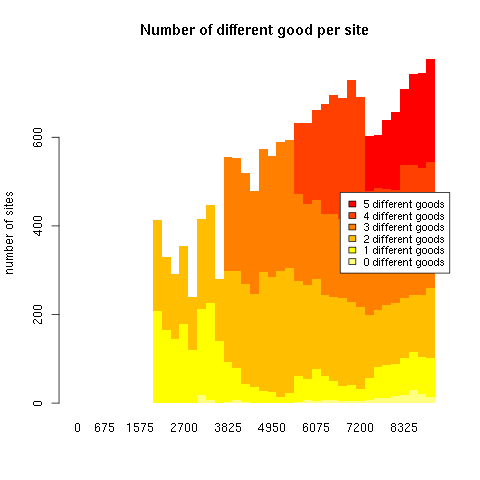 Number of different good per site
number of sites
600
400
200
0
5 different goods
4 different goods
3 different goods
2 different goods
1 different goods
0 different goods
0 675 1575 2700 3825 4950 6075 7200 8325